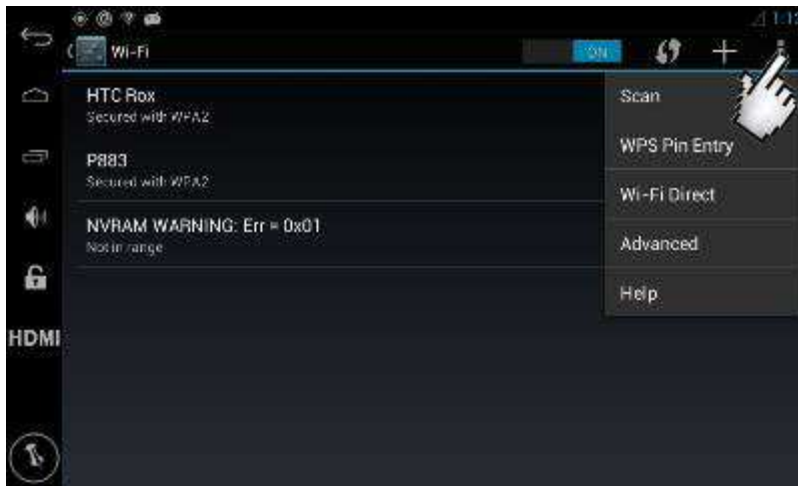 Wi-Fi
ON
HTC Rox
Secured with WPA2
P883
Secured with WPA2
NVRAM WARNING: Err = 0x01
Not in range
Scan
WPS Pin Entry
Wi-Fi Direct
Advanced
Help
HDMI